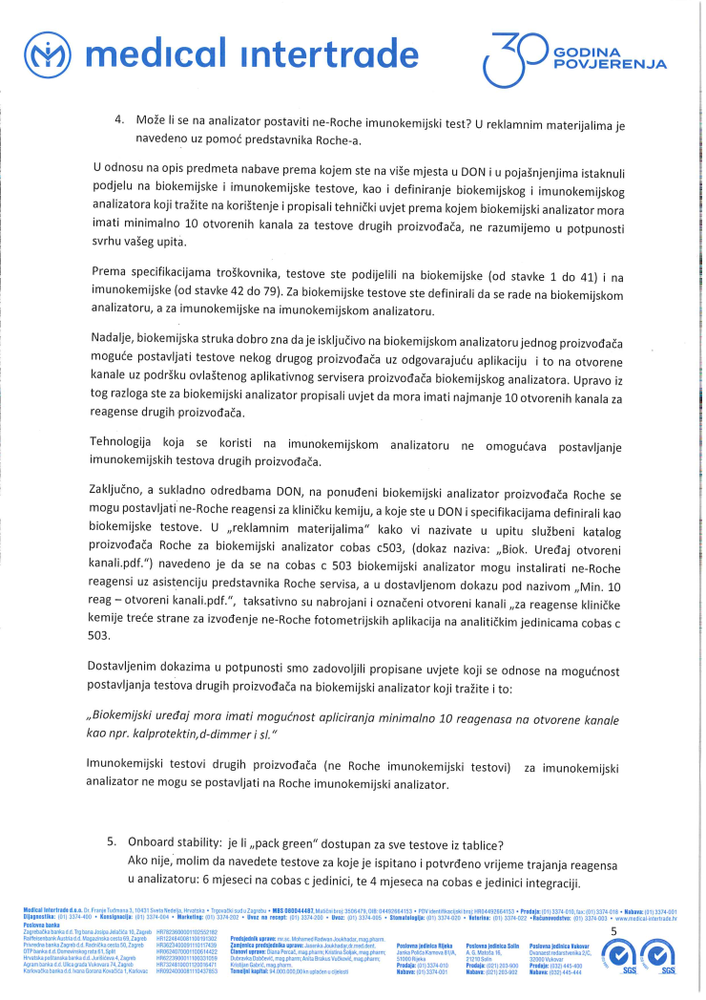 medical intertrade
30 GODINA
POVJERENJA
4. Može li se na analizator postaviti ne-Roche imunokemijski test? U reklamnim materijalima je
navedeno uz pomoć predstavnika Roche-a.
U odnosu na opis predmeta nabave prema kojem ste na više mjesta u DON i u pojašnjenjima istaknuli
podjelu na biokemijske i imunokemijske testove, kao i definiranje biokemijskog i imunokemijskog
analizatora koji tražite na korištenje i propisali tehnički uvjet prema kojem biokemijski analizator mora
imati minimalno 10 otvorenih kanala za testove drugih proizvođača, ne razumijemo u potpunosti
svrhu vašeg upita.
Prema specifikacijama troškovnika, testove ste podijelili na biokemijske (od stavke 1 do 41) i na
imunokemijske (od stavke 42 do 79). Za biokemijske testove ste definirali da se rade na biokemijskom
analizatoru, a za imunokemijske na imunokemijskom analizatoru.
Nadalje, biokemijska struka dobro zna da je isključivo na biokemijskom analizatoru jednog proizvođača
moguće postavljati testove nekog drugog proizvođača uz odgovarajuću aplikaciju i to na otvorene
kanale uz podršku ovlaštenog aplikativnog servisera proizvođača biokemijskog analizatora. Upravo iz
tog razloga ste za biokemijski analizator propisali uvjet da mora imati najmanje 10 otvorenih kanala za
reagense drugih proizvođača.
Tehnologija koja se koristi na imunokemijskom analizatoru ne omogućava postavljanje
imunokemijskih testova drugih proizvođača.
Zaključno, a sukladno odredbama DON, na ponuđeni biokemijski analizator proizvođača Roche se
mogu postavljati ne-Roche reagensi za kliničku kemiju, a koje ste u DON i specifikacijama definirali kao
biokemijske testove. U „reklamnim materijalima“ kako vi nazivate u upitu službeni katalog
proizvođača Roche za biokemijski analizator cobas c503, (dokaz naziva: „Biok. Uređaj otvoreni
kanali.pdf.“) navedeno je da se na cobas c 503 biokemijski analizator mogu instalirati ne-Roche
reagensi uz asistenciju predstavnika Roche servisa, a u dostavljenom dokazu pod nazivom „Min. 10
reag – otvoreni kanali.pdf.“, taksativno su nabrojani i označeni otvoreni kanali „za reagense kliničke
kemije treće strane za izvođenje ne-Roche fotometrijskih aplikacija na analitičkim jedinicama cobas c
503.
Dostavljenim dokazima u potpunosti smo zadovoljili propisane uvjete koji se odnose na mogućnost
postavljanja testova drugih proizvođača na biokemijski analizator koji tražite i to:
„Biokemijski uređaj mora imati mogućnost apliciranja minimalno 10 reagenasa na otvorene kanale
kao npr. kalprotektin,d-dimmer i sl.“
Imunokemijski testovi drugih proizvođača (ne Roche imunokemijski testovi) za imunokemijski
analizator ne mogu se postavljati na Roche imunokemijski analizator.
5. Onboard stability: je li „pack green“ dostupan za sve testove iz tablice?
Ako nije, molim da navedete testove za koje je ispitano i potvrđeno vrijeme trajanja reagensa
u analizatoru: 6 mjeseci na cobas c jedinici, te 4 mjeseca na cobas e jedinici integraciji.
Medical Intertrade d.o.o. Dr. Franje Tuđmana 3, 10431 Sveta Nedelja, Hrvatska • Trgovački sud u Zagrebu • MBS 080044487, Matični broj: 3506479, OIB: 04492664153 • PDV identifikacijski broj: HR04492664153 • Prodaja: (01) 3374-010, fax: (01) 3374-018 • Nabava: (01) 3374-001
Dijagnostika: (01) 3374-400 • Konsignacija: (01) 3374-004 • Marketing: (01) 3374-202 • Uvoz na recept: (01) 3374-200 • Uvoz: (01) 3374-005 • Stomatologija: (01) 3374-020 • Veterina: (01) 3374-022 • Računovodstvo: (01) 3374-003 • www.medical-intertrade.hr
Poslovna banka
Zagrebačka banka d.d. Trg bana Josipa Jelačića 10, Zagreb HR7823600001102552182
Raiffeisenbank Austria d.d. Magazinska cesta 69, Zagreb HR1224840081100191302
Privredna banka Zagreb d.d. Radnička cesta 50, Zagreb
OTP banka d.d. Domovinskog rata 61, Split HR0624070001100614422
Hrvatska poštanska banka d.d. Jurišićeva 4, Zagreb
Agram banka d.d. Ulica grada Vukovara 74, Zagreb
Karlovačka banka d.d. Ivana Gorana Kovačića 1, Karlovac
Predsjednik uprave: mr.sc. Mohamed Radwan Joukhadar, mag.pharm.
Zamjenica predsjednika uprave: Jasenka Joukhadar, dr.med.dent.
Članovi uprave: Diana Percač, mag.pharm; Kristina Šoljak, mag.pharm;
Dubravka Dabčević, mag.pharm; Anita Brakus Vučković, mag.pharm;
Kristijan Gabrić, mag.pharm.
Temeljni kapital: 94.000.000,00 kn uplaćen u cijelosti
Poslovna jedinica Rijeka
Janka Polića Kamova 81/A,
51000 Rijeka
Prodaja: (01) 3374-010
Nabava: (01) 3374-001
Poslovna jedinica Solin
A. G. Matoša 16,
21210 Solin
Prodaja: (021) 203-900
Nabava: (021) 203-902
Poslovna jedinica Vukovar
Dvanaest redarstvenika 2/C,
32000 Vukovar
Prodaja: (032) 445-400
Nabava: (032) 445-444
5
SGS
SGS